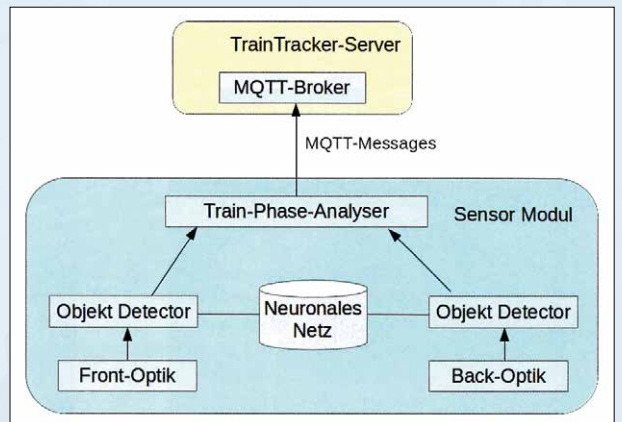 TrainTracker-Server
MQTT-Broker
MQTT-Messages
Train-Phase-Analyser
Sensor Modul
Objekt Detector
Neuronales
Netz
Objekt Detector
Front-Optik
Back-Optik